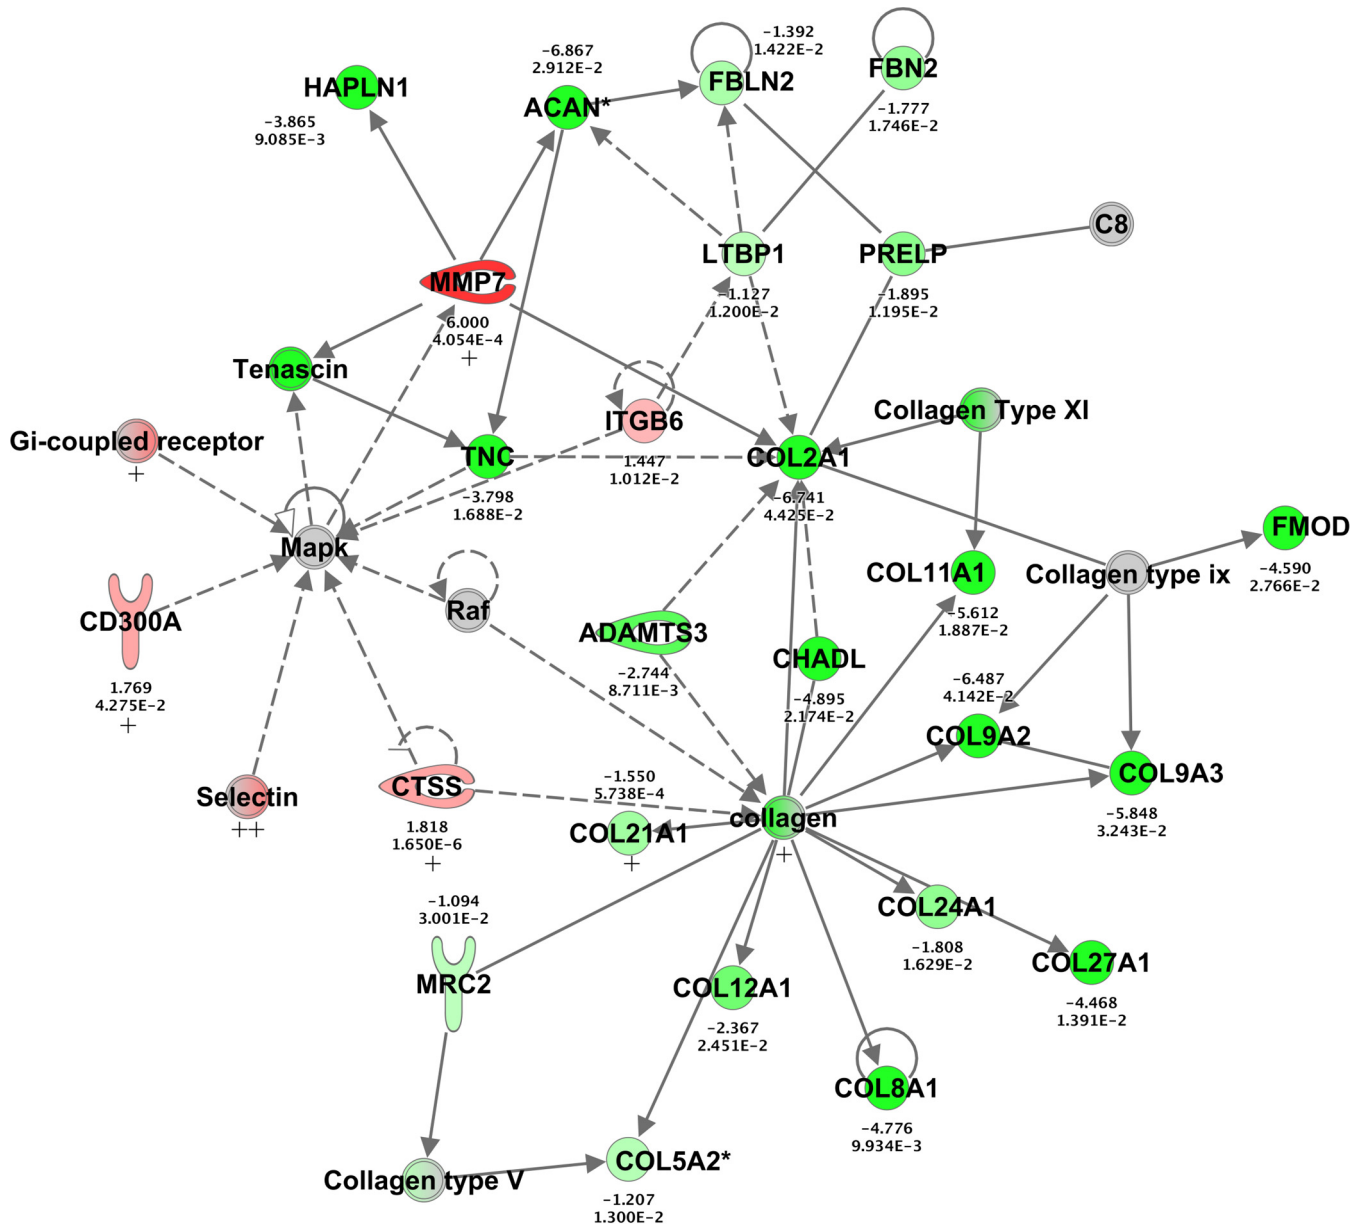 -1.392
1.422E-2
-6.867
2.912E-2
FBLN2
FBN2
HAPLN1
ACAN*
-3.865
9.085E-3
-1.777
1.746E-2
C8
LTBP1
PRELP
MMP7
-1.127
1.200E-2
-1.895
1.195E-2
6.000
4.054E-4
+
Tenascin
Collagen Type XI
ITGB6
Gi-coupled receptor
+
TNC
COL2A1
1.447
1.012E-2
-3.798
1.688E-2
-6.741
4.425E-2
FMOD
Mapk
COL11A1
Collagen type ix
-4.590
2.766E-2
Raf
CD300A
-5.612
1.887E-2
ADAMTS3
CHADL
-2.744
8.711E-3
-4.895
2.174E-2
-6.487
4.142E-2
1.769
4.275E-2
+
COL9A2
COL9A3
Selectin
++
CTSS
-1.550
5.738E-4
-5.848
3.243E-2
1.818
1.650E-6
+
COL21A1
+
collagen
+
-1.094
3.001E-2
COL24A1
-1.808
1.629E-2
COL27A1
MRC2
COL12A1
-4.468
1.391E-2
-2.367
2.451E-2
COL8A1
-4.776
9.934E-3
COL5A2*
Collagen type V
-1.207
1.300E-2